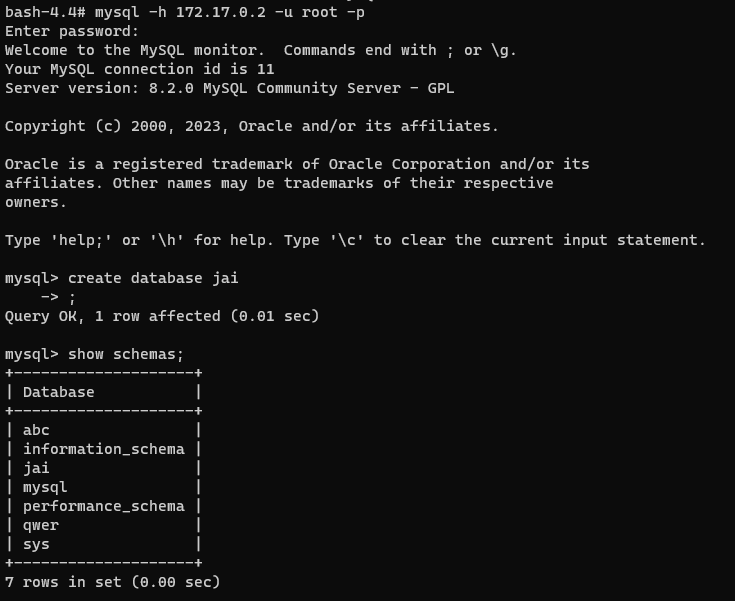 bash-4.4# mysql -h 172.17.0.2 -u root -p
Enter password:
Welcome to the MySQL monitor.  Commands end with ; or \g.
Your MySQL connection id is 11
Server version: 8.2.0 MySQL Community Server - GPL

Copyright (c) 2000, 2023, Oracle and/or its affiliates.

Oracle is a registered trademark of Oracle Corporation and/or its
affiliates. Other names may be trademarks of their respective
owners.

Type 'help;' or '\h' for help. Type '\c' to clear the current input statement.

mysql> create database jai
    -> ;
Query OK, 1 row affected (0.01 sec)

mysql> show schemas;
+--------------------+
| Database           |
+--------------------+
| abc                |
| information_schema |
| jai                |
| mysql              |
| performance_schema |
| qwer               |
| sys                |
+--------------------+
7 rows in set (0.00 sec)